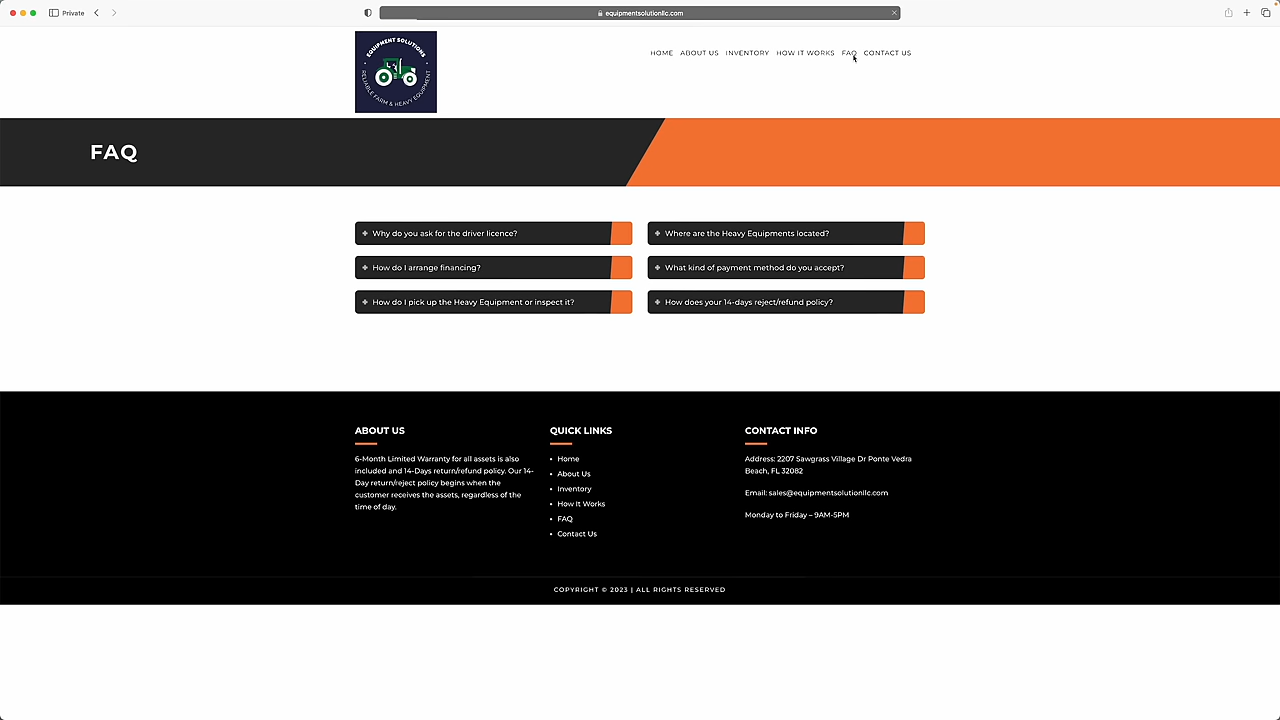 Private
equipmentsolutionllc.com
EQUIPMENT SOLUTIONS
RELIABLE FARM & HEAVY EQUIPMENT
HOME ABOUT US INVENTORY HOW IT WORKS FAQ CONTACT US
FAQ
Why do you ask for the driver licence?
Where are the Heavy Equipments located?
How do I arrange financing?
What kind of payment method do you accept?
How do I pick up the Heavy Equipment or inspect it?
How does your 14-days reject/refund policy?
ABOUT US
6-Month Limited Warranty for all assets is also
included and 14-Days return/refund policy. Our 14-
Day return/reject policy begins when the
customer receives the assets, regardless of the
time of day.
QUICK LINKS
Home
About Us
Inventory
How It Works
FAQ
Contact Us
CONTACT INFO
Address: 2207 Sawgrass Village Dr Ponte Vedra
Beach, FL 32082
Email: sales@equipmentsolutionllc.com
Monday to Friday – 9AM-5PM
COPYRIGHT © 2023 | ALL RIGHTS RESERVED